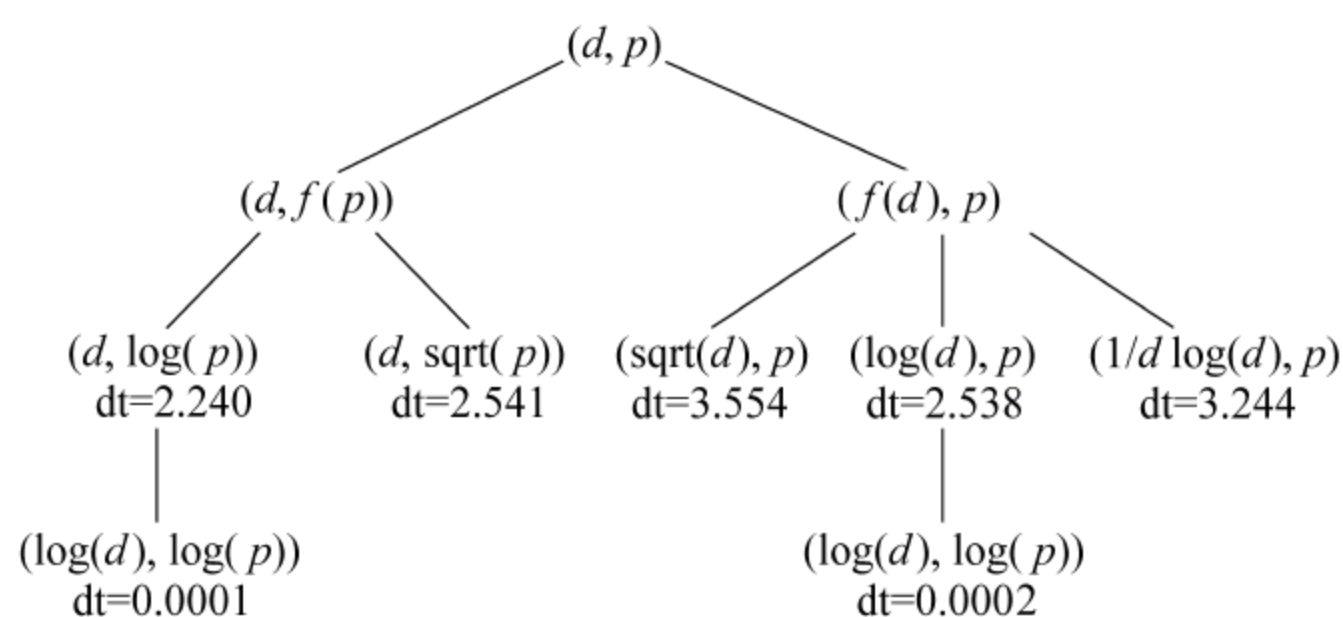 (d, p)
(d, f(p))
(f(d), p)
(d, log(p))
dt=2.240
(d, sqrt(p))
dt=2.541
(sqrt(d), p)
dt=3.554
(log(d), p)
dt=2.538
(1/d log(d), p)
dt=3.244
(log(d), log(p))
dt=0.0001
(log(d), log(p))
dt=0.0002